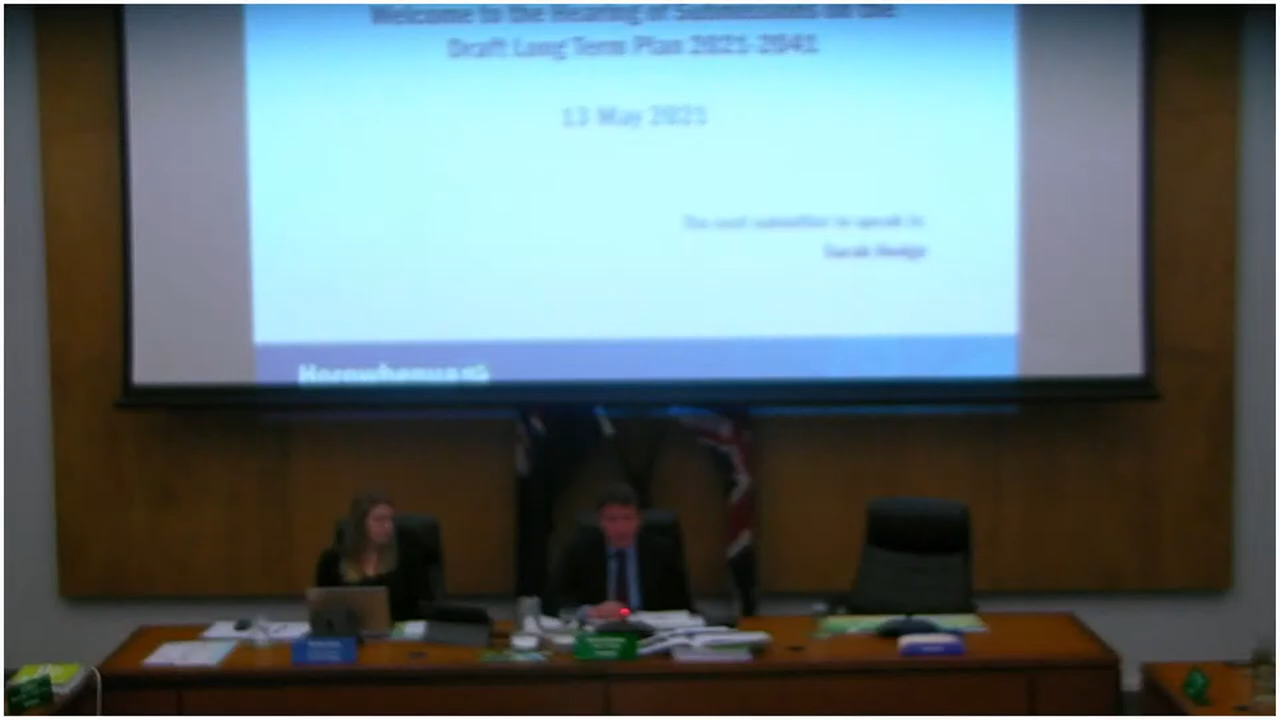 Welcome to the Hearing of Submissions on the
Draft Long Term Plan 2021-2041
13 May 2021
The next submitter to speak is:
Sarah Hodge
Horowhenua